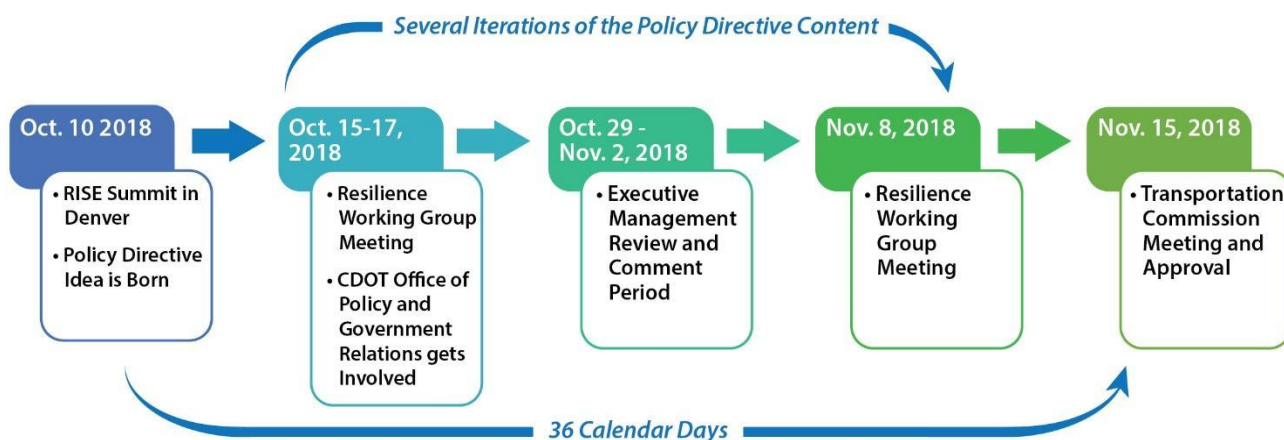 Several Iterations of the Policy Directive Content
Oct. 10 2018
• RISE Summit in
Denver
• Policy Directive
Idea is Born
Oct. 15-17,
2018
• Resilience
Working Group
Meeting
• CDOT Office of
Policy and
Government
Relations gets
Involved
Oct. 29 -
Nov. 2, 2018
• Executive
Management
Review and
Comment
Period
Nov. 8, 2018
• Resilience
Working
Group
Meeting
Nov. 15, 2018
• Transportation
Commission
Meeting and
Approval
36 Calendar Days